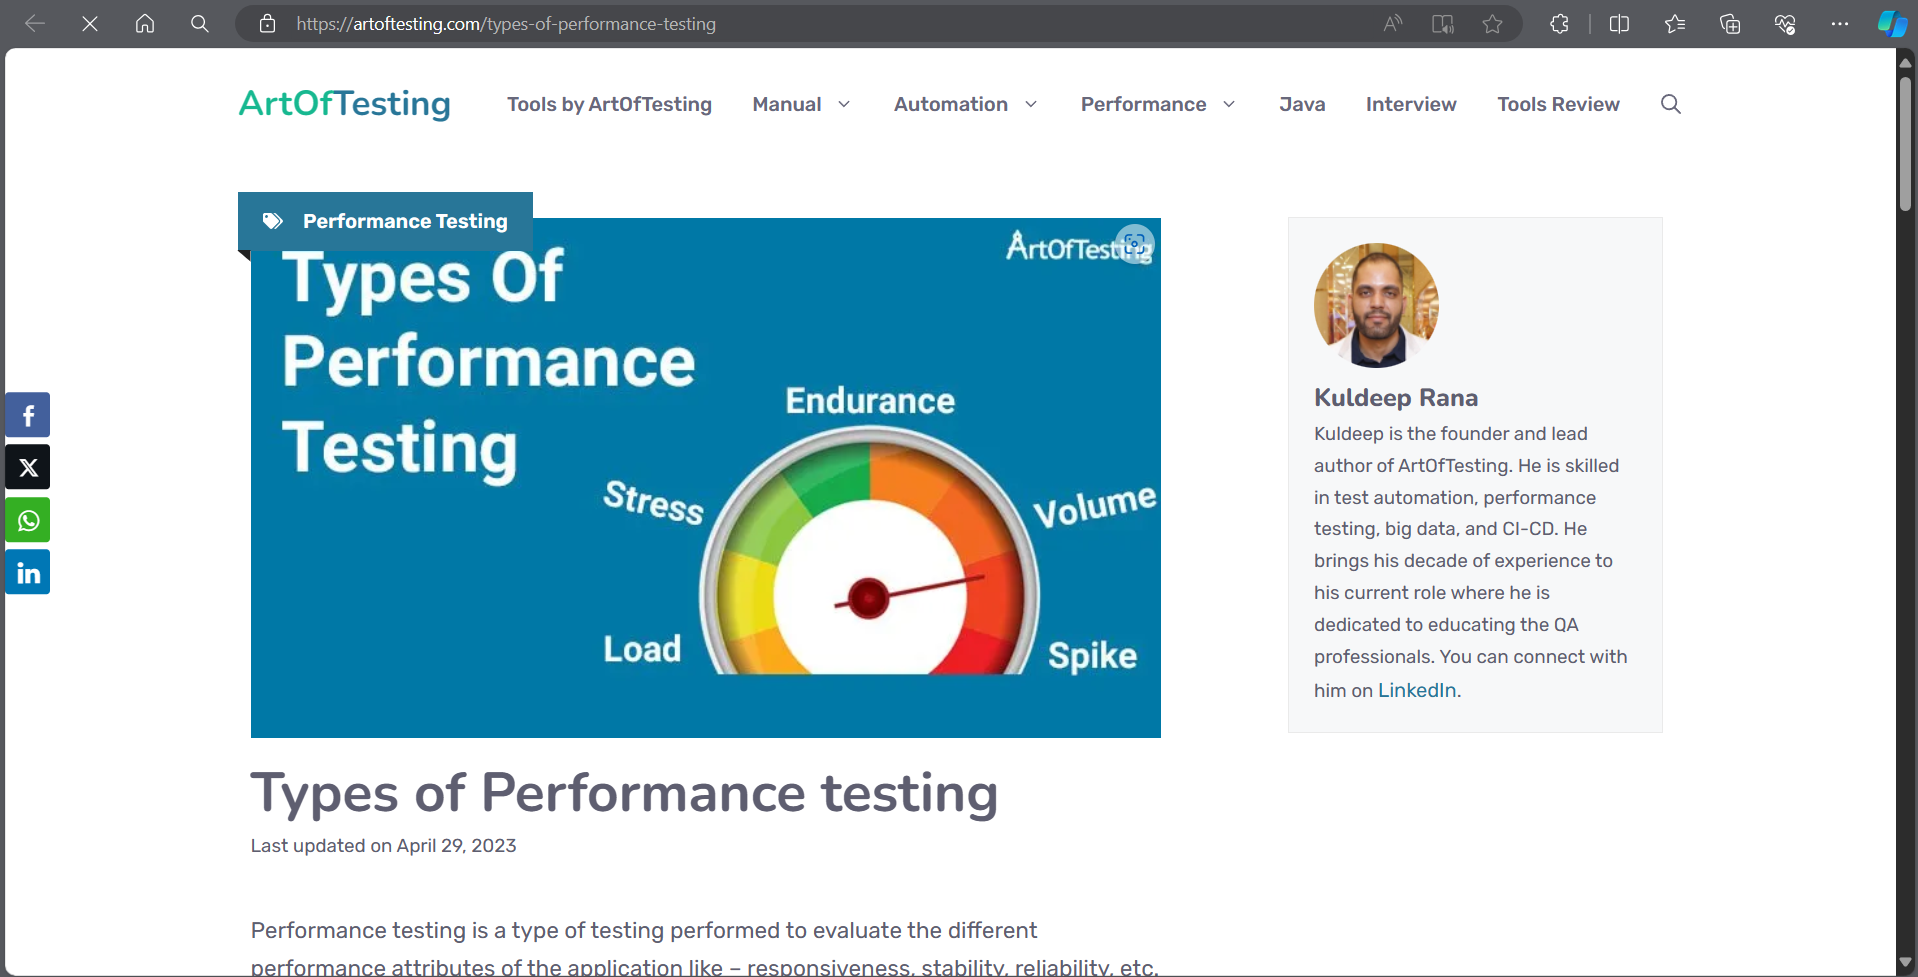 https://artoftesting.com/types-of-performance-testing
ArtOfTesting
Tools by ArtOfTesting
Manual
Automation
Performance
Java
Interview
Tools Review
Performance Testing
Types Of
Performance
Testing
ArtOfTesting
Endurance
Stress
Volume
Load
Spike
Types of Performance testing
Last updated on April 29, 2023
Performance testing is a type of testing performed to evaluate the different
performance attributes of the application like – responsiveness, stability, reliability, etc.
Kuldeep Rana
Kuldeep is the founder and lead
author of ArtOfTesting. He is skilled
in test automation, performance
testing, big data, and CI-CD. He
brings his decade of experience to
his current role where he is
dedicated to educating the QA
professionals. You can connect with
him on LinkedIn.